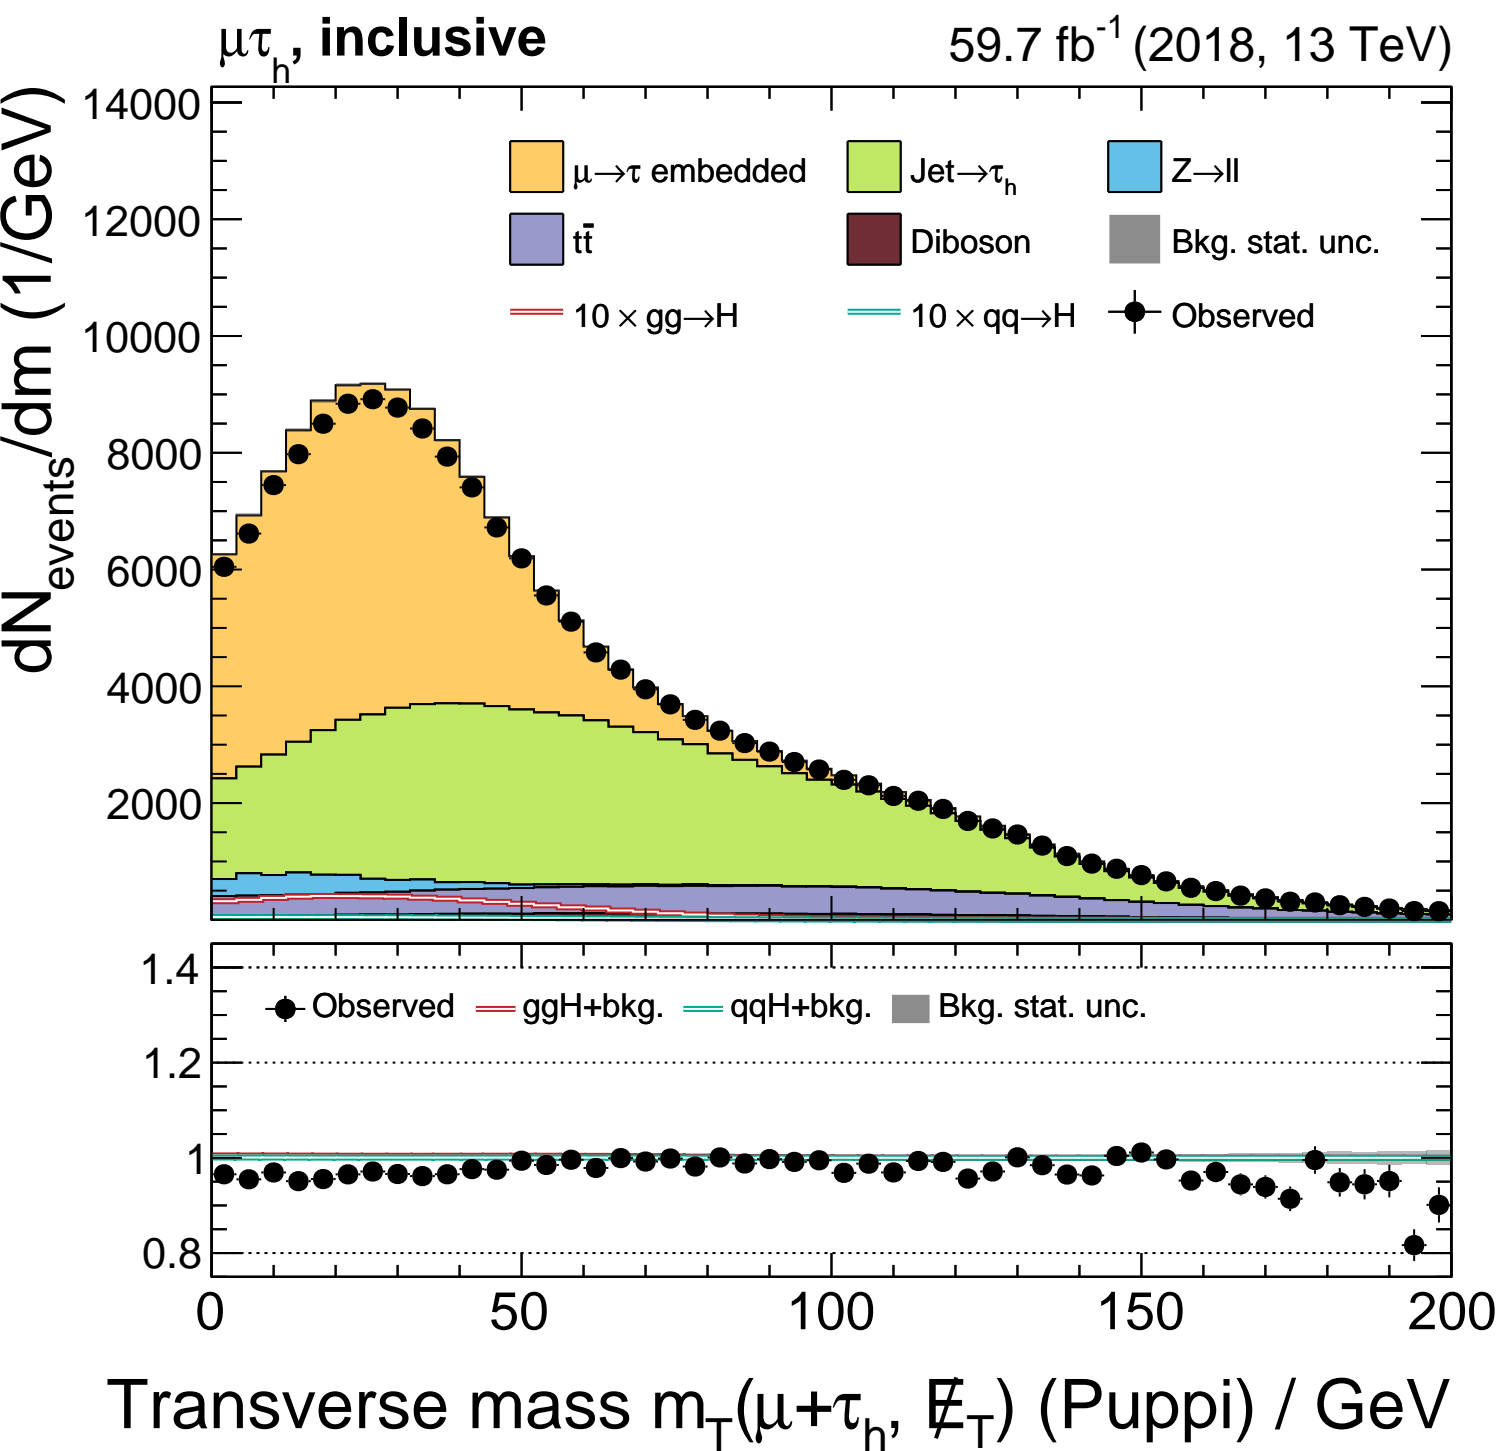 μτh, inclusive
59.7 fb-1 (2018, 13 TeV)
dNevents/dm (1/GeV)
14000
12000
10000
8000
6000
4000
2000
μ→τ embedded
Jet→τh
Z→ll
tt̄
Diboson
Bkg. stat. unc.
10 × gg→H
10 × qq→H
Observed
1.4
1.2
1
0.8
Observed
ggH+bkg.
qqH+bkg.
Bkg. stat. unc.
0
50
100
150
200
Transverse mass mT(μ+τh, E̸T) (Puppi) / GeV